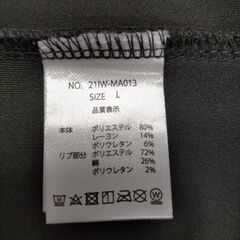 NO. 21IW-MA013
SIZE L
品質表示
本体 ポリエステル 80%
レーヨン 14%
ポリウレタン 6%
リブ部分 ポリエステル 72%
綿 26%
ポリウレタン 2%